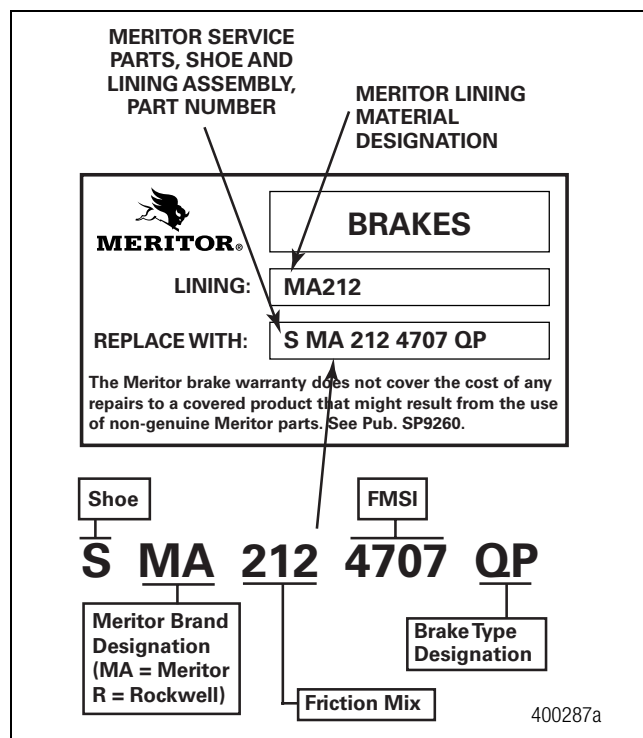 MERITOR SERVICE
PARTS, SHOE AND
LINING ASSEMBLY,
PART NUMBER
MERITOR LINING
MATERIAL
DESIGNATION
MERITOR®
BRAKES
LINING:
MA212
REPLACE WITH:
S MA 212 4707 QP
The Meritor brake warranty does not cover the cost of any
repairs to a covered product that might result from the use
of non-genuine Meritor parts. See Pub. SP9260.
Shoe
FMSI
S MA 212 4707 QP
Meritor Brand
Designation
(MA = Meritor
R = Rockwell)
Brake Type
Designation
Friction Mix
400287a